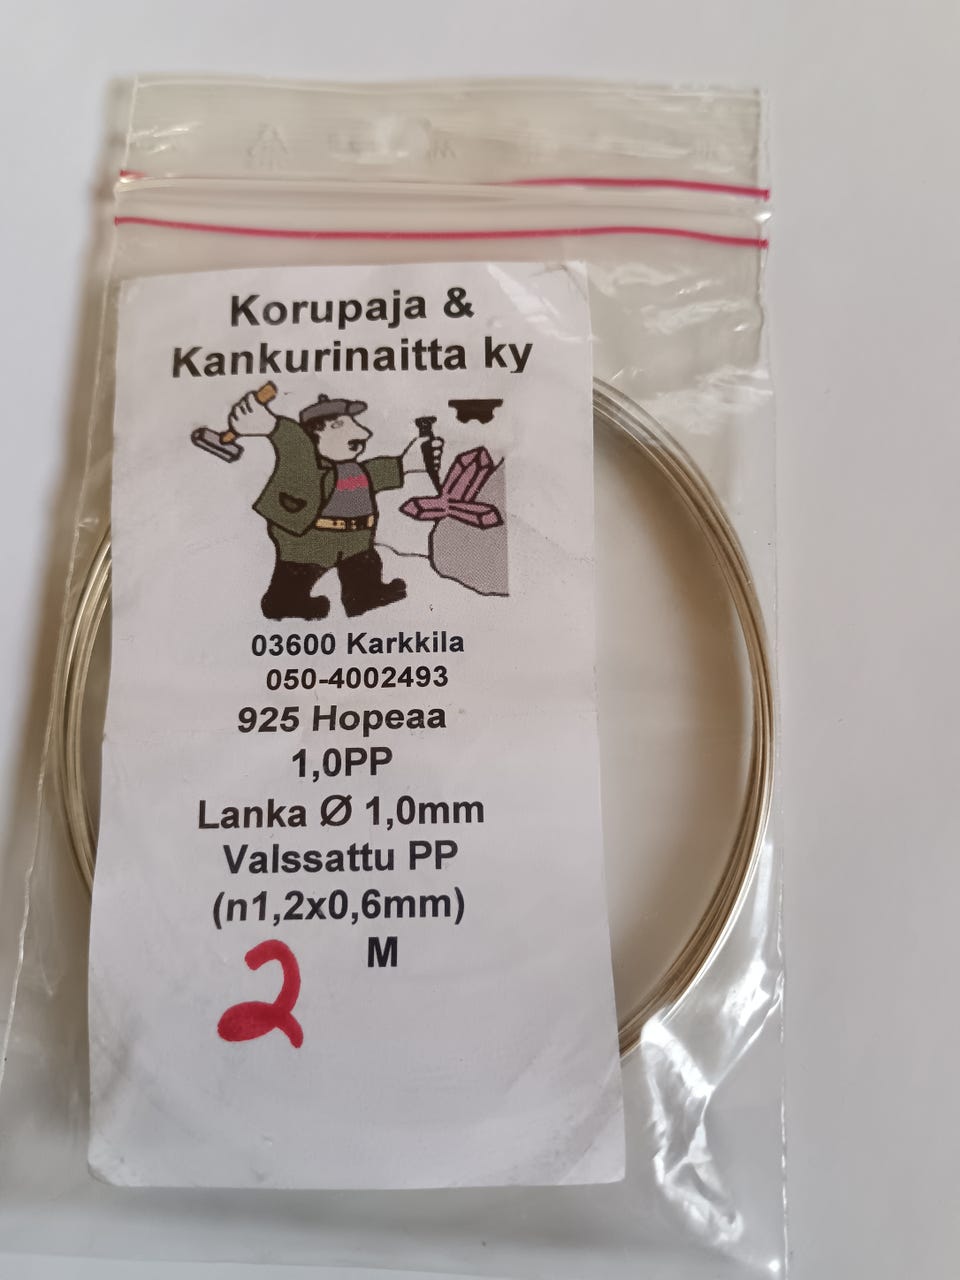 Korupaja &
Kankurinaitta ky
03600 Karkkila
050-4002493
925 Hopeaa
1,0PP
Lanka Ø 1,0mm
Valssattu PP
(n1,2x0,6mm)
2 M